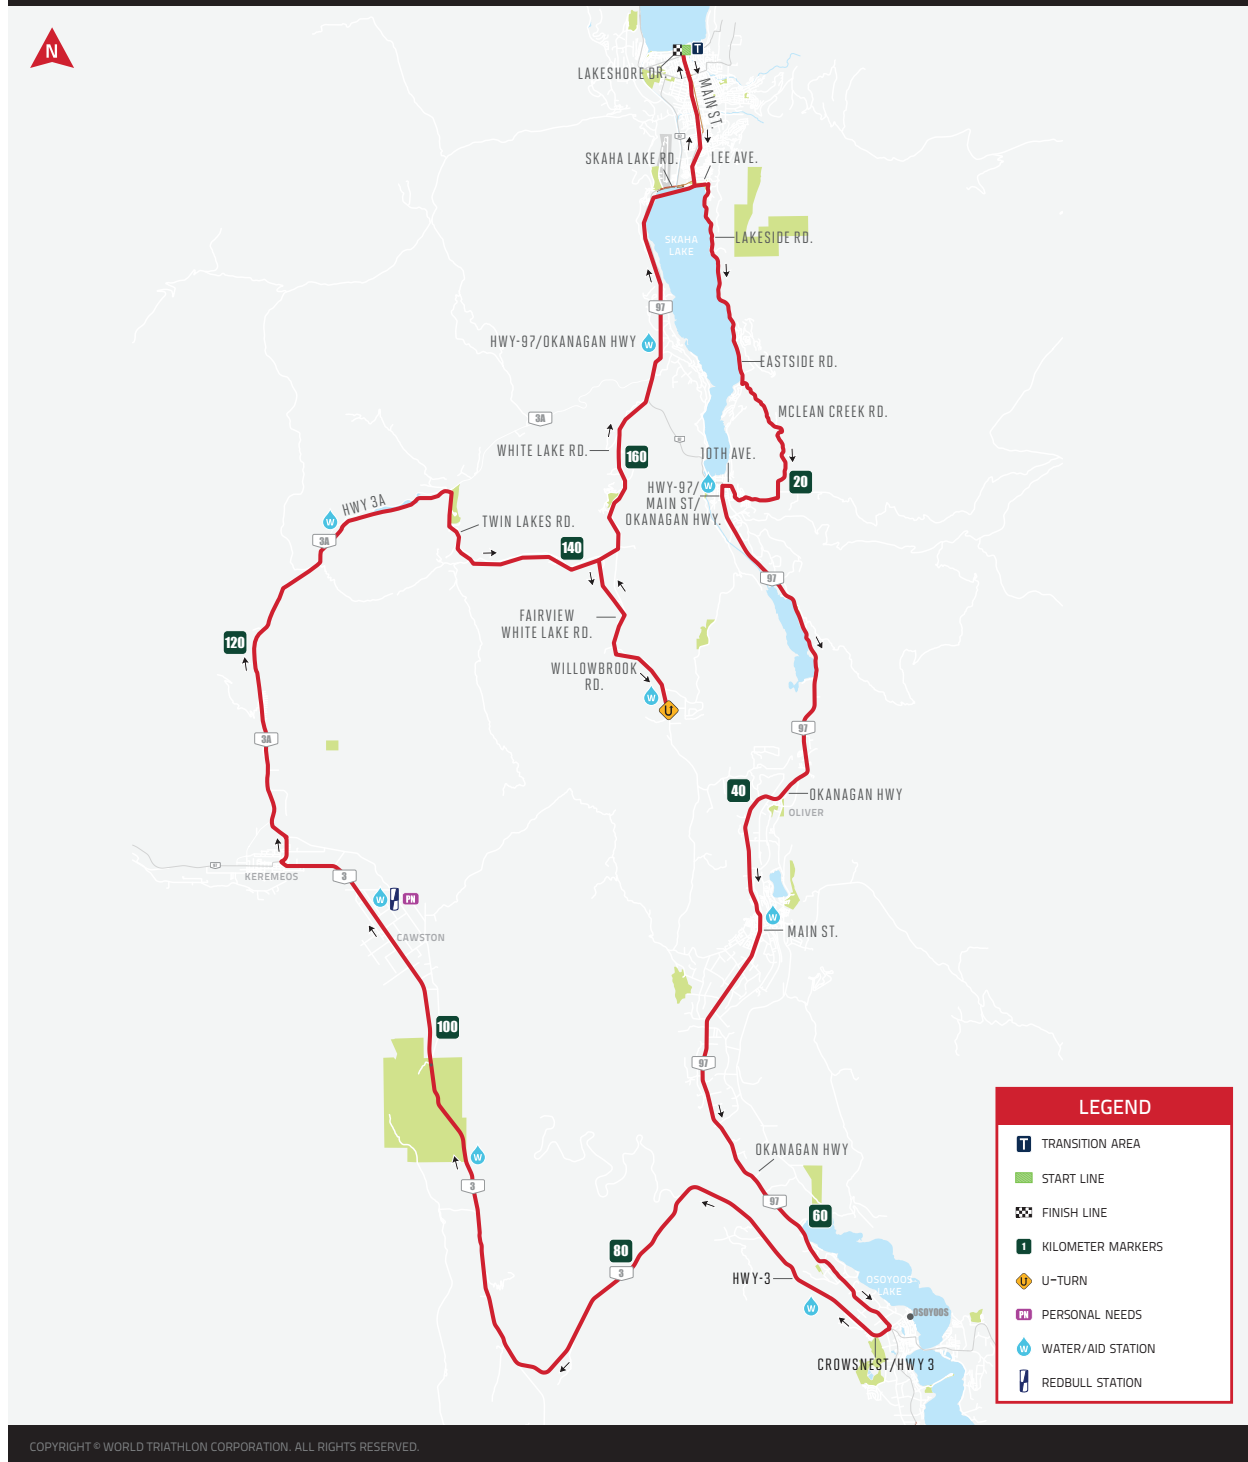 N
T
LAKESHORE DR.
MAIN ST.
SKAHA LAKE RD.
LEE AVE.
SKAHA
LAKE
LAKESIDE RD.
97
HWY-97/OKANAGAN HWY
W
EASTSIDE RD.
3A
MCLEAN CREEK RD.
WHITE LAKE RD.
160
10TH AVE.
20
HWY-97/
MAIN ST/
OKANAGAN HWY.
W
HWY 3A
W
3A
TWIN LAKES RD.
140
97
FAIRVIEW
WHITE LAKE RD.
120
WILLOWBROOK
RD.
W
U
3A
97
40
OKANAGAN HWY
OLIVER
KEREMEOS
3
W
PN
CAWSTON
W
MAIN ST.
100
97
OKANAGAN HWY
W
3
97
60
80
3
HWY-3
OSOYOOS
LAKE
W
OSOYOOS
CROWSNEST/HWY 3
LEGEND
T TRANSITION AREA
START LINE
FINISH LINE
1 KILOMETER MARKERS
U U-TURN
PN PERSONAL NEEDS
W WATER/AID STATION
REDBULL STATION
COPYRIGHT © WORLD TRIATHLON CORPORATION. ALL RIGHTS RESERVED.